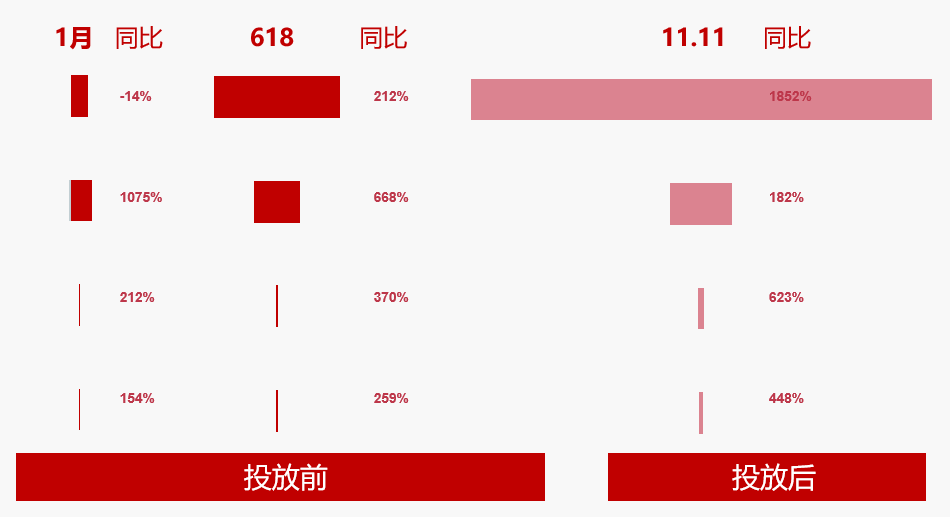 1月 同比 618 同比 11.11 同比
-14% 212% 1852%
1075% 668% 182%
212% 370% 623%
154% 259% 448%
投放前 投放后